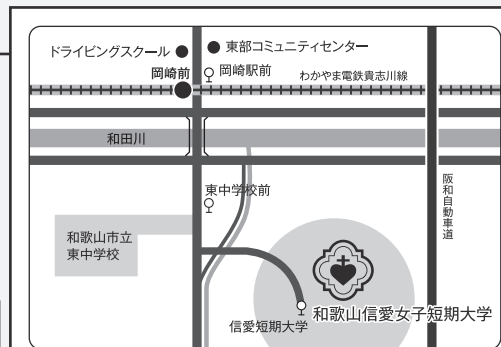 ドライビングスクール
東部コミュニティセンター
岡崎前
岡崎駅前
わかやま電鉄貴志川線
和田川
阪和自動車道
東中学校前
和歌山市立
東中学校
和歌山信愛女子短期大学
信愛短期大学